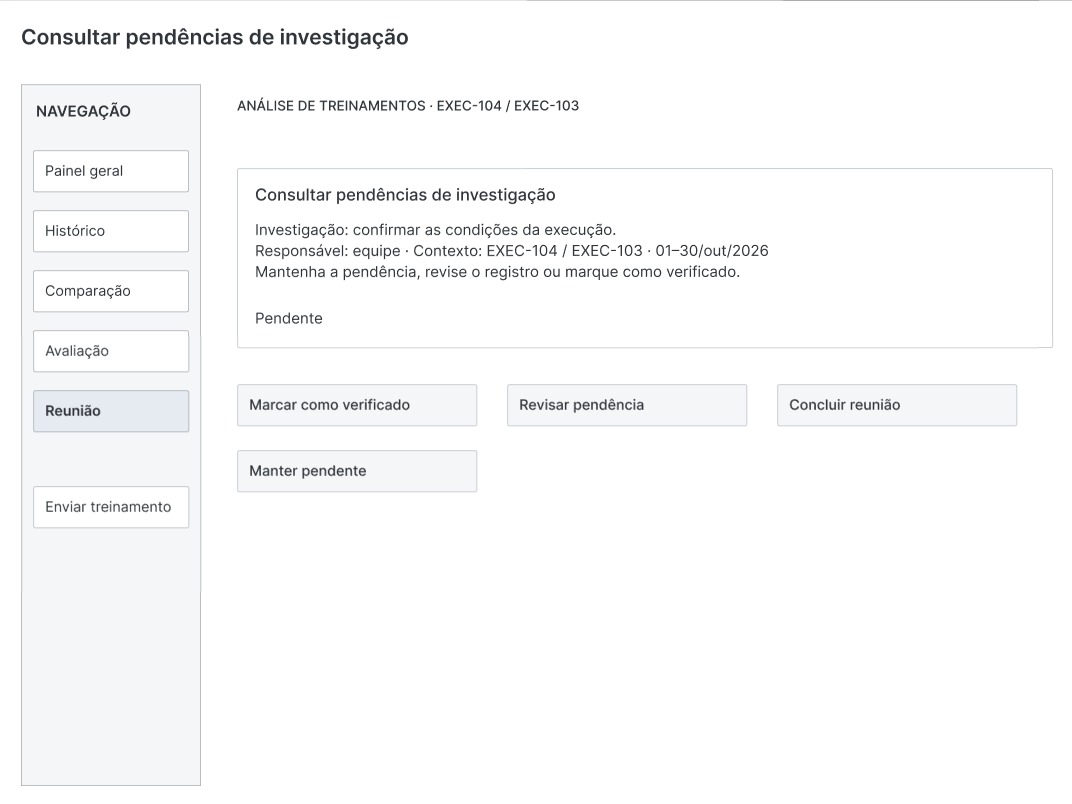 Consultar pendências de investigação
NAVEGAÇÃO
Painel geral
Histórico
Comparação
Avaliação
Reunião
Enviar treinamento
ANÁLISE DE TREINAMENTOS · EXEC-104 / EXEC-103
Consultar pendências de investigação
Investigação: confirmar as condições da execução.
Responsável: equipe · Contexto: EXEC-104 / EXEC-103 · 01–30/out/2026
Mantenha a pendência, revise o registro ou marque como verificado.
Pendente
Marcar como verificado
Revisar pendência
Concluir reunião
Manter pendente